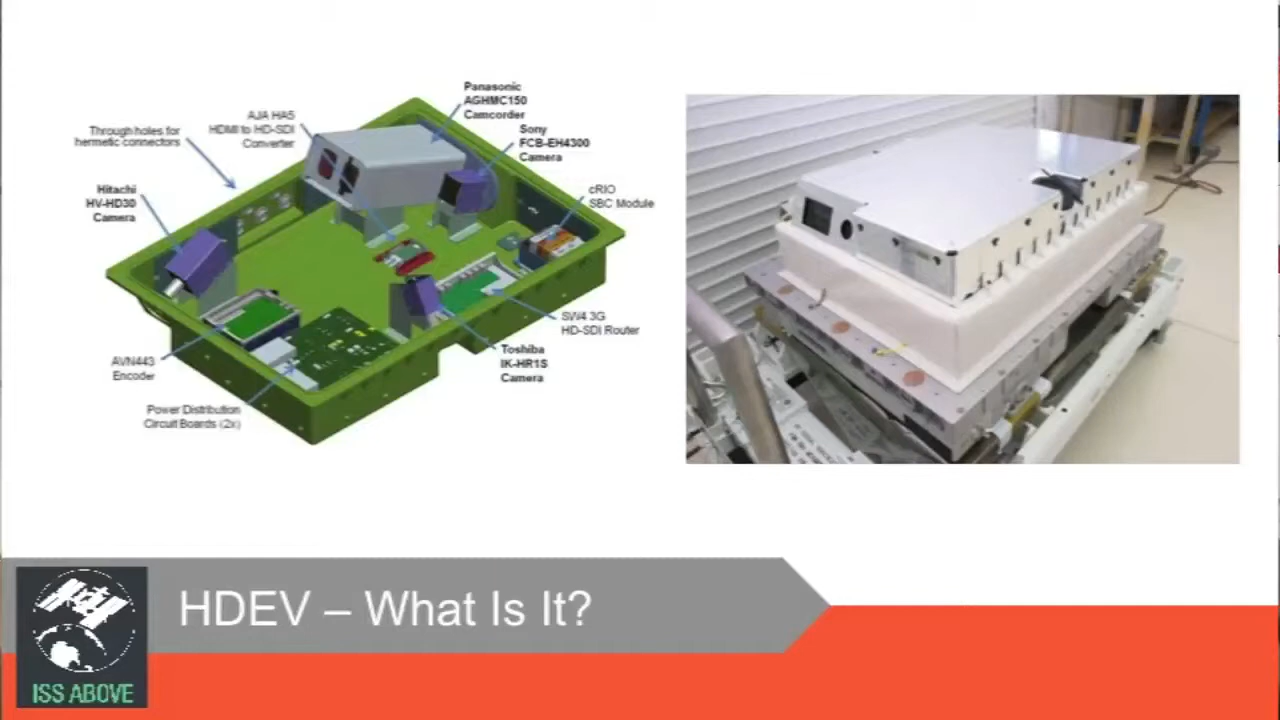 Panasonic
AGHMC150
Camcorder
AJA HA5
HDMI to HD-SDI
Converter
Sony
FCB-EH4300
Camera
Through holes for
hermetic connectors
Hitachi
HV-HD30
Camera
cRIO
SBC Module
SW4 3G
HD-SDI Router
Toshiba
IK-HR1S
Camera
AVN443
Encoder
Power Distribution
Circuit Boards (2x)
HDEV – What Is It?
ISS ABOVE